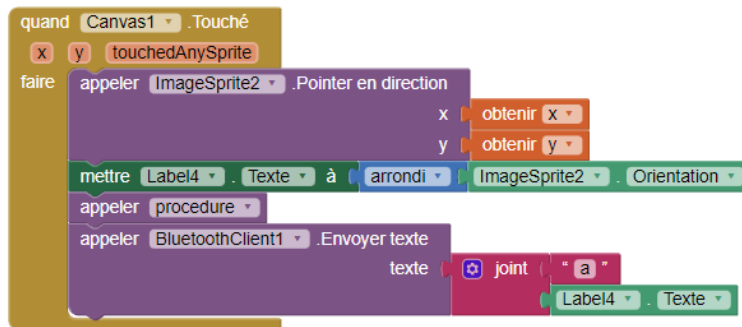 quand Canvas1 .Touché
x y touchedAnySprite
faire appeler ImageSprite2 .Pointer en direction
x obtenir x
y obtenir y
mettre Label4 . Texte à arrondi ImageSprite2 . Orientation
appeler procedure
appeler BluetoothClient1 .Envoyer texte
texte joint " a "
Label4 . Texte